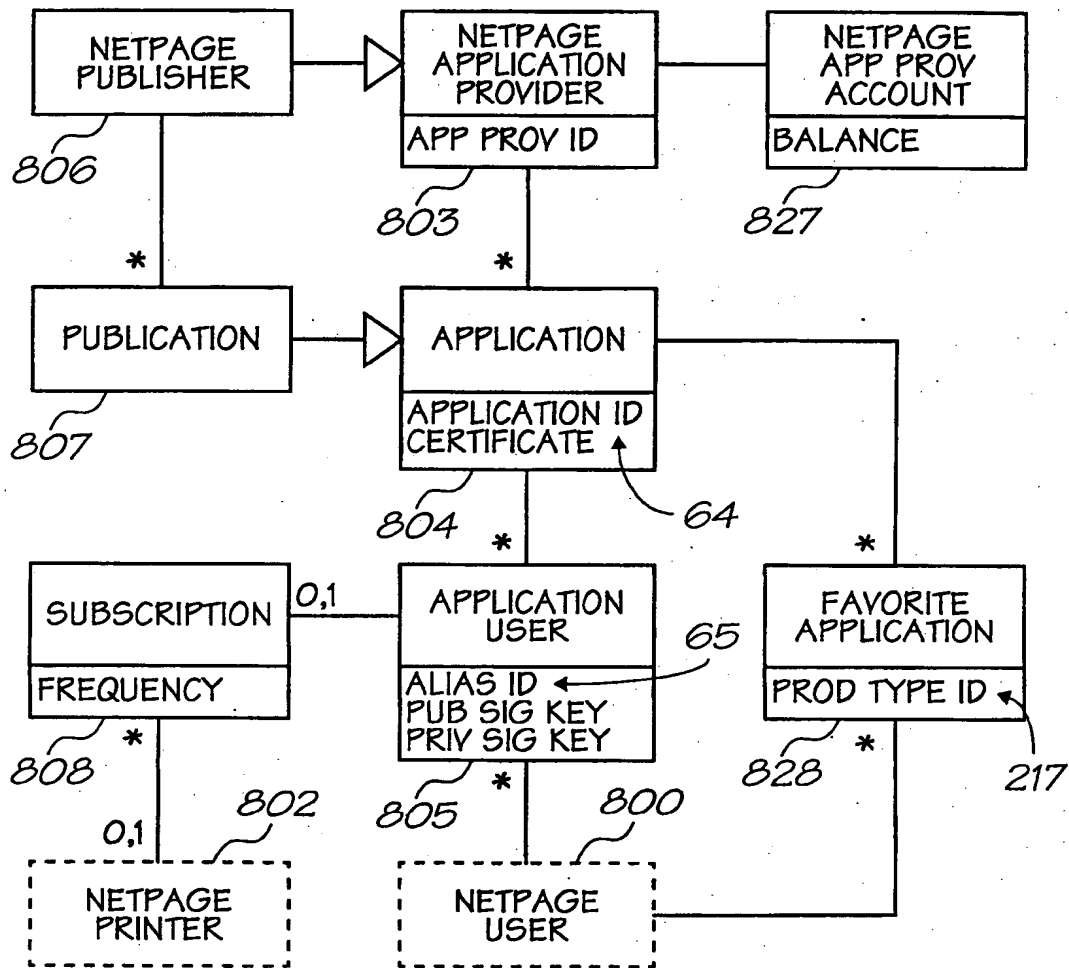 NETPAGE
PUBLISHER
806
NETPAGE
APPLICATION
PROVIDER
APP PROV ID
803
NETPAGE
APP PROV
ACCOUNT
BALANCE
827
*
*
PUBLICATION
807
APPLICATION
APPLICATION ID
CERTIFICATE
804
64
*
*
SUBSCRIPTION
FREQUENCY
808
0,1
APPLICATION
USER
ALIAS ID
PUB SIG KEY
PRIV SIG KEY
805
65
FAVORITE
APPLICATION
PROD TYPE ID
828
217
*
*
*
0,1
802
800
NETPAGE
PRINTER
NETPAGE
USER